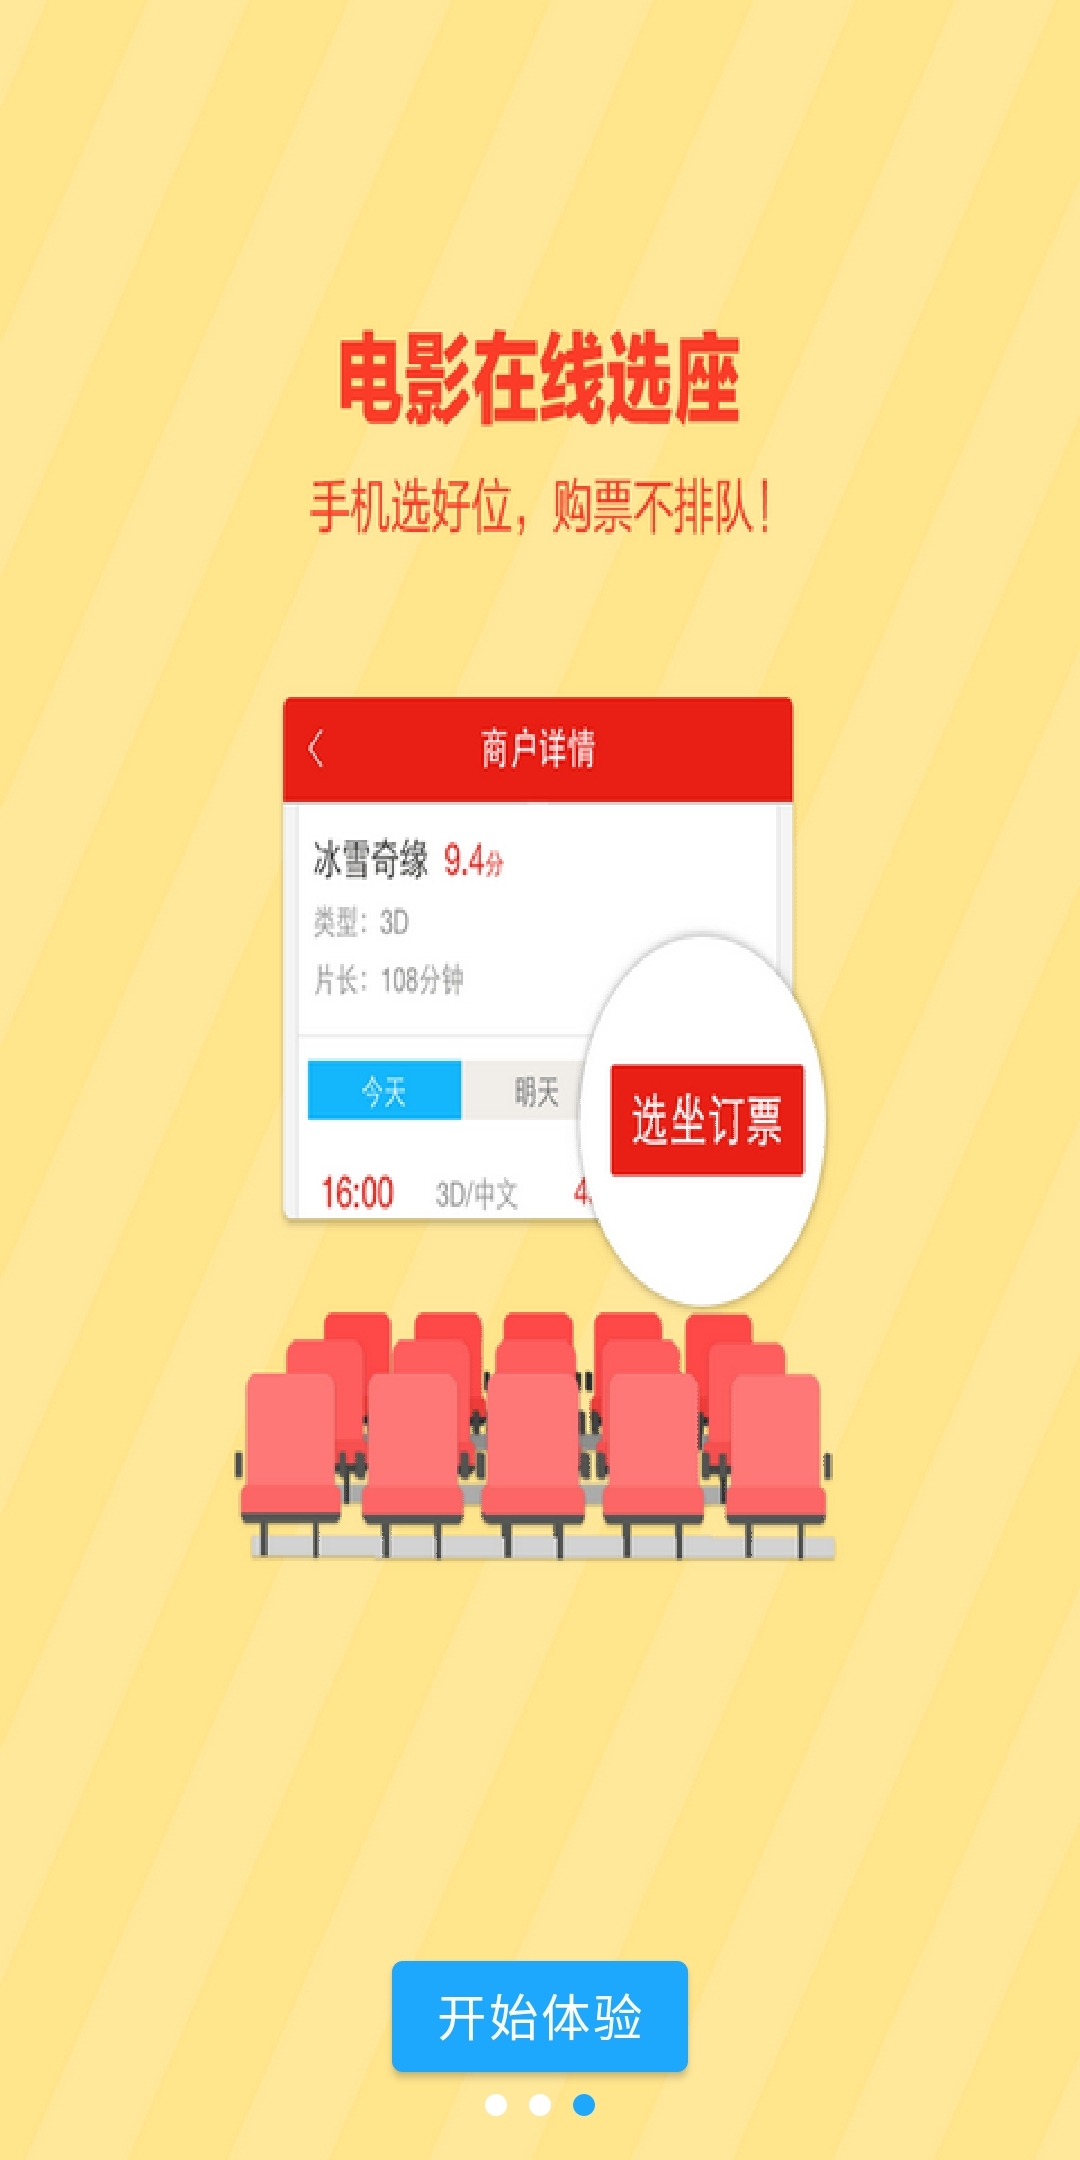 电影在线选座
手机选好位，购票不排队！
商户详情
冰雪奇缘 9.4分
类型：3D
片长：108分钟
今天 明天
选坐订票
16:00 3D/中文 4
开始体验